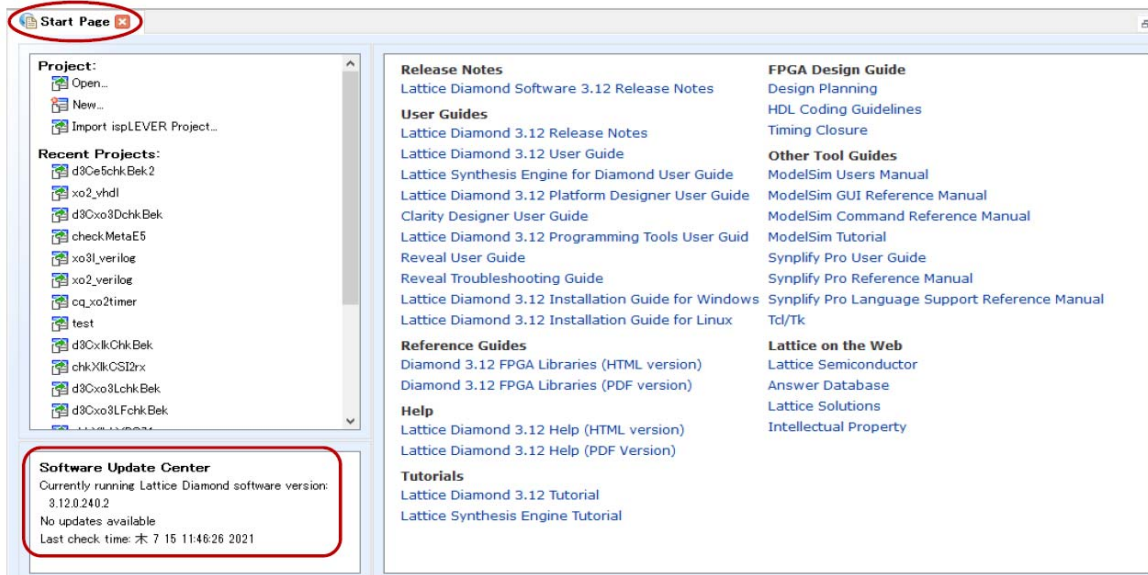 Start Page
Project:
Open...
New...
Import ispLEVER Project...
Recent Projects:
d3Ce5chkBek2
xo2_vhdl
d3Cxo3DchkBek
checkMetaE5
xo3l_verilog
xo2_verilog
cq_xo2timer
test
d3CxlkChkBek
chkXlkCSI2rx
d3Cxo3LchkBek
d3Cxo3LFchkBek
Software Update Center
Currently running Lattice Diamond software version:
3.12.0.240.2
No updates available
Last check time: 木 7 15 11:46:26 2021
Release Notes
Lattice Diamond Software 3.12 Release Notes
User Guides
Lattice Diamond 3.12 Release Notes
Lattice Diamond 3.12 User Guide
Lattice Synthesis Engine for Diamond User Guide
Lattice Diamond 3.12 Platform Designer User Guide
Clarity Designer User Guide
Lattice Diamond 3.12 Programming Tools User Guid
Reveal User Guide
Reveal Troubleshooting Guide
Lattice Diamond 3.12 Installation Guide for Windows
Lattice Diamond 3.12 Installation Guide for Linux
Reference Guides
Diamond 3.12 FPGA Libraries (HTML version)
Diamond 3.12 FPGA Libraries (PDF version)
Help
Lattice Diamond 3.12 Help (HTML version)
Lattice Diamond 3.12 Help (PDF Version)
Tutorials
Lattice Diamond 3.12 Tutorial
Lattice Synthesis Engine Tutorial
FPGA Design Guide
Design Planning
HDL Coding Guidelines
Timing Closure
Other Tool Guides
ModelSim Users Manual
ModelSim GUI Reference Manual
ModelSim Command Reference Manual
ModelSim Tutorial
Synplify Pro User Guide
Synplify Pro Reference Manual
Synplify Pro Language Support Reference Manual
Tcl/Tk
Lattice on the Web
Lattice Semiconductor
Answer Database
Lattice Solutions
Intellectual Property